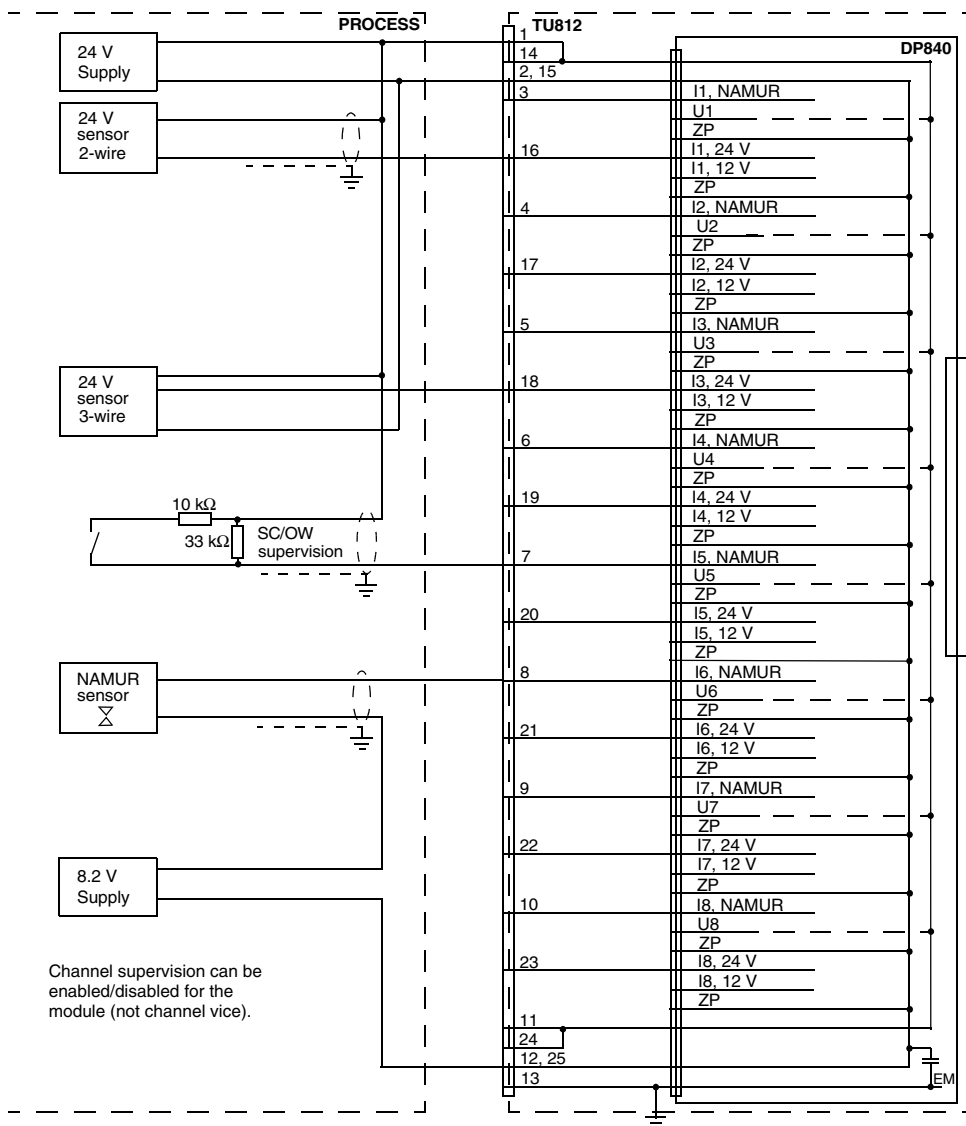 PROCESS
TU812
DP840
24 V
Supply
24 V
sensor
2-wire
24 V
sensor
3-wire
10 kΩ
33 kΩ
SC/OW
supervision
NAMUR
sensor
8.2 V
Supply
Channel supervision can be
enabled/disabled for the
module (not channel vice).
1
14
2, 15
3
16
4
17
5
18
6
19
7
20
8
21
9
22
10
23
11
24
12, 25
13
I1, NAMUR
U1
ZP
I1, 24 V
I1, 12 V
ZP
I2, NAMUR
U2
ZP
I2, 24 V
I2, 12 V
ZP
I3, NAMUR
U3
ZP
I3, 24 V
I3, 12 V
ZP
I4, NAMUR
U4
ZP
I4, 24 V
I4, 12 V
ZP
I5, NAMUR
U5
ZP
I5, 24 V
I5, 12 V
ZP
I6, NAMUR
U6
ZP
I6, 24 V
I6, 12 V
ZP
I7, NAMUR
U7
ZP
I7, 24 V
I7, 12 V
ZP
I8, NAMUR
U8
ZP
I8, 24 V
I8, 12 V
ZP
EM